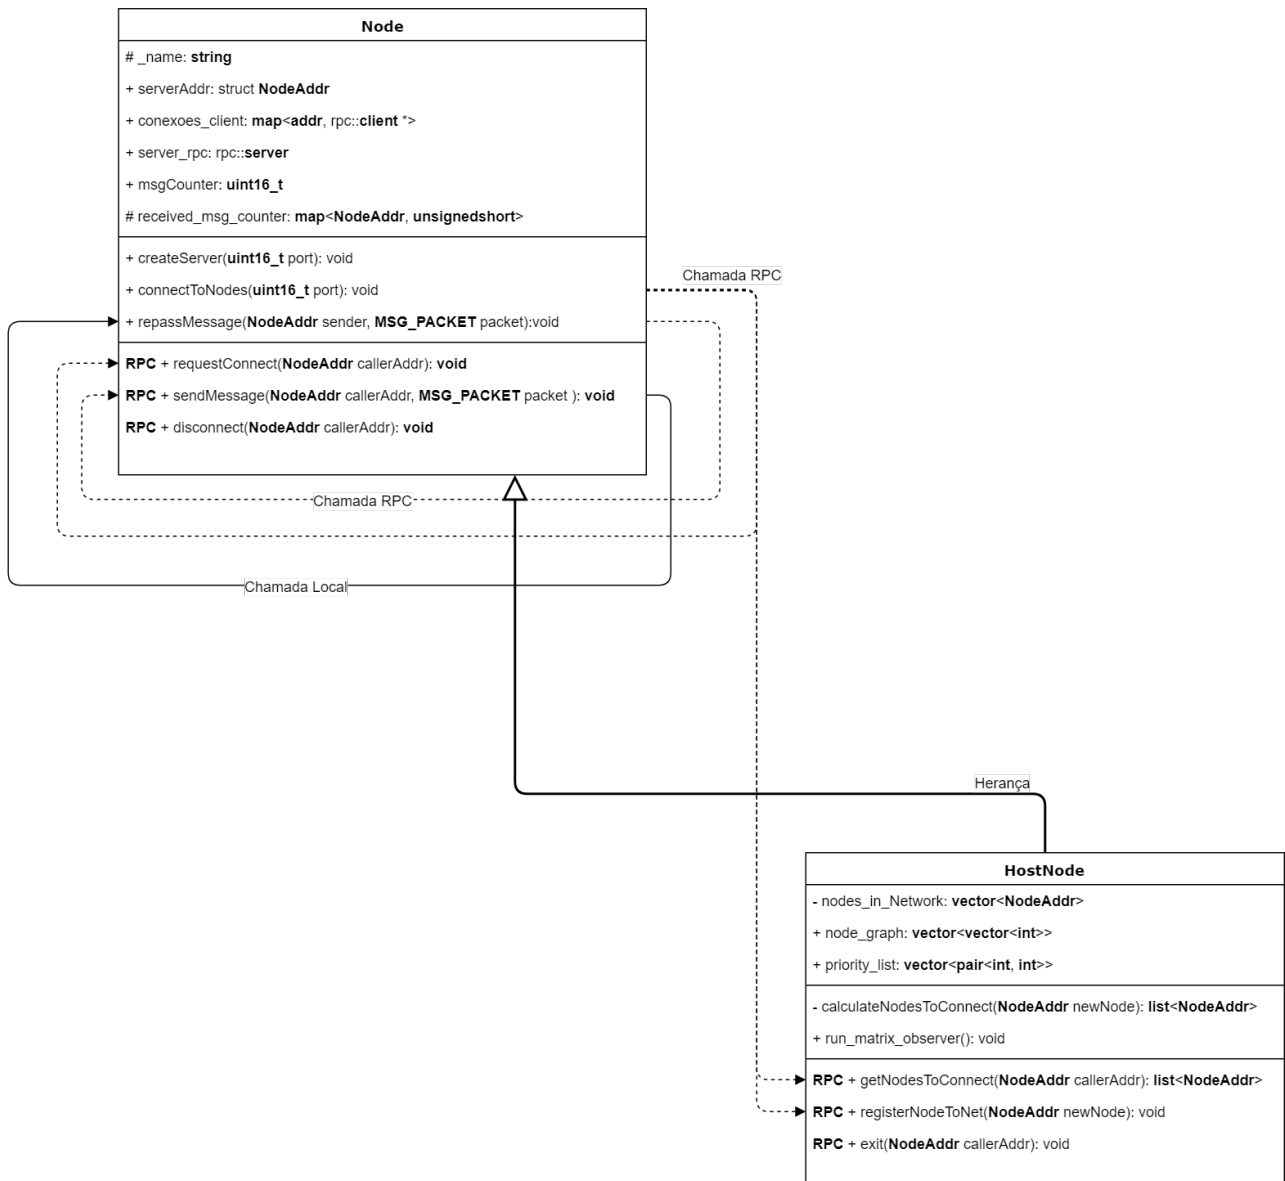 Node
# _name: string
+ serverAddr: struct NodeAddr
+ conexoes_client: map<addr, rpc::client *>
+ server_rpc: rpc::server
+ msgCounter: uint16_t
# received_msg_counter: map<NodeAddr, unsignedshort>
+ createServer(uint16_t port): void
Chamada RPC
+ connectToNodes(uint16_t port): void
+ repassMessage(NodeAddr sender, MSG_PACKET packet):void
RPC + requestConnect(NodeAddr callerAddr): void
RPC + sendMessage(NodeAddr callerAddr, MSG_PACKET packet ): void
RPC + disconnect(NodeAddr callerAddr): void
Chamada RPC
Chamada Local
Herança
HostNode
- nodes_in_Network: vector<NodeAddr>
+ node_graph: vector<vector<int>>
+ priority_list: vector<pair<int, int>>
- calculateNodesToConnect(NodeAddr newNode): list<NodeAddr>
+ run_matrix_observer(): void
RPC + getNodesToConnect(NodeAddr callerAddr): list<NodeAddr>
RPC + registerNodeToNet(NodeAddr newNode): void
RPC + exit(NodeAddr callerAddr): void